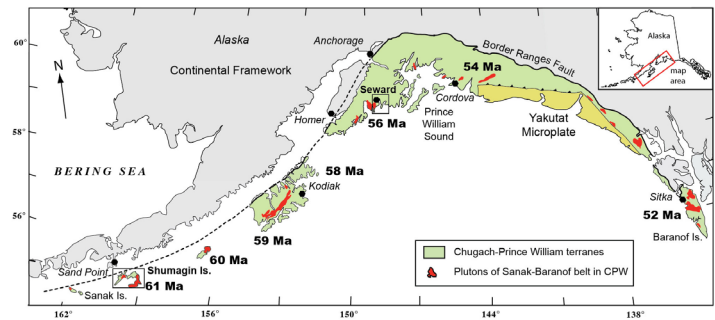 Alaska
map
area
60°
58°
56°
N
Alaska
Continental Framework
Anchorage
Border Ranges Fault
54 Ma
Seward
Cordova
Homer
56 Ma
Prince
William
Sound
Yakutat
Microplate
BERING SEA
58 Ma
Kodiak
59 Ma
60 Ma
Sitka
52 Ma
Baranof Is.
Sand Point
Shumagin Is.
61 Ma
Sanak Is.
Chugach-Prince William terranes
Plutons of Sanak-Baranof belt in CPW
162°
156°
150°
144°
138°